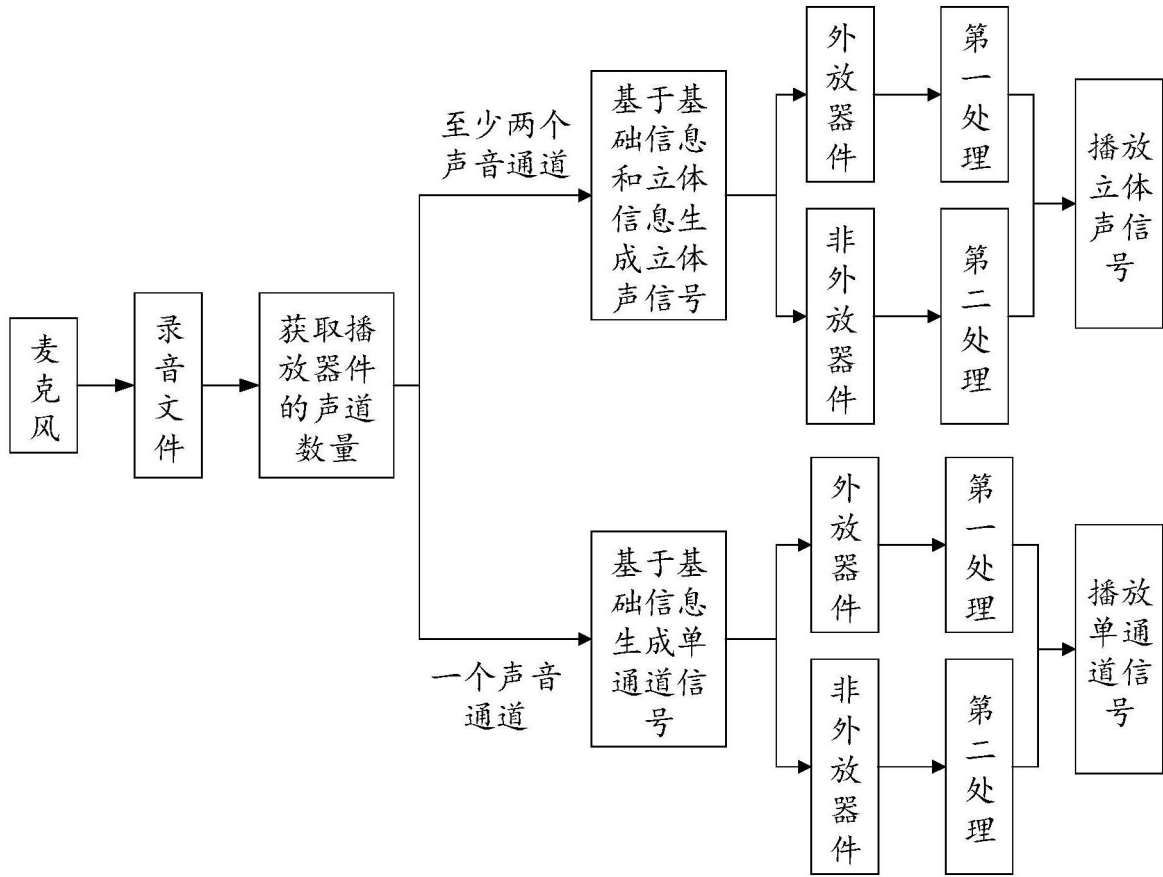 麦
克
风
录
音
文
件
获取播
放器件
的声道
数量
至少两个
声音通道
基于基
础信息
和立体
信息生
成立体
声信号
外
放
器
件
第
一
处
理
非
外
放
器
件
第
二
处
理
播放
立体
声信
号
一个声音
通道
基于基
础信息
生成单
通道信
号
外
放
器
件
第
一
处
理
非
外
放
器
件
第
二
处
理
播放
单通
道信
号